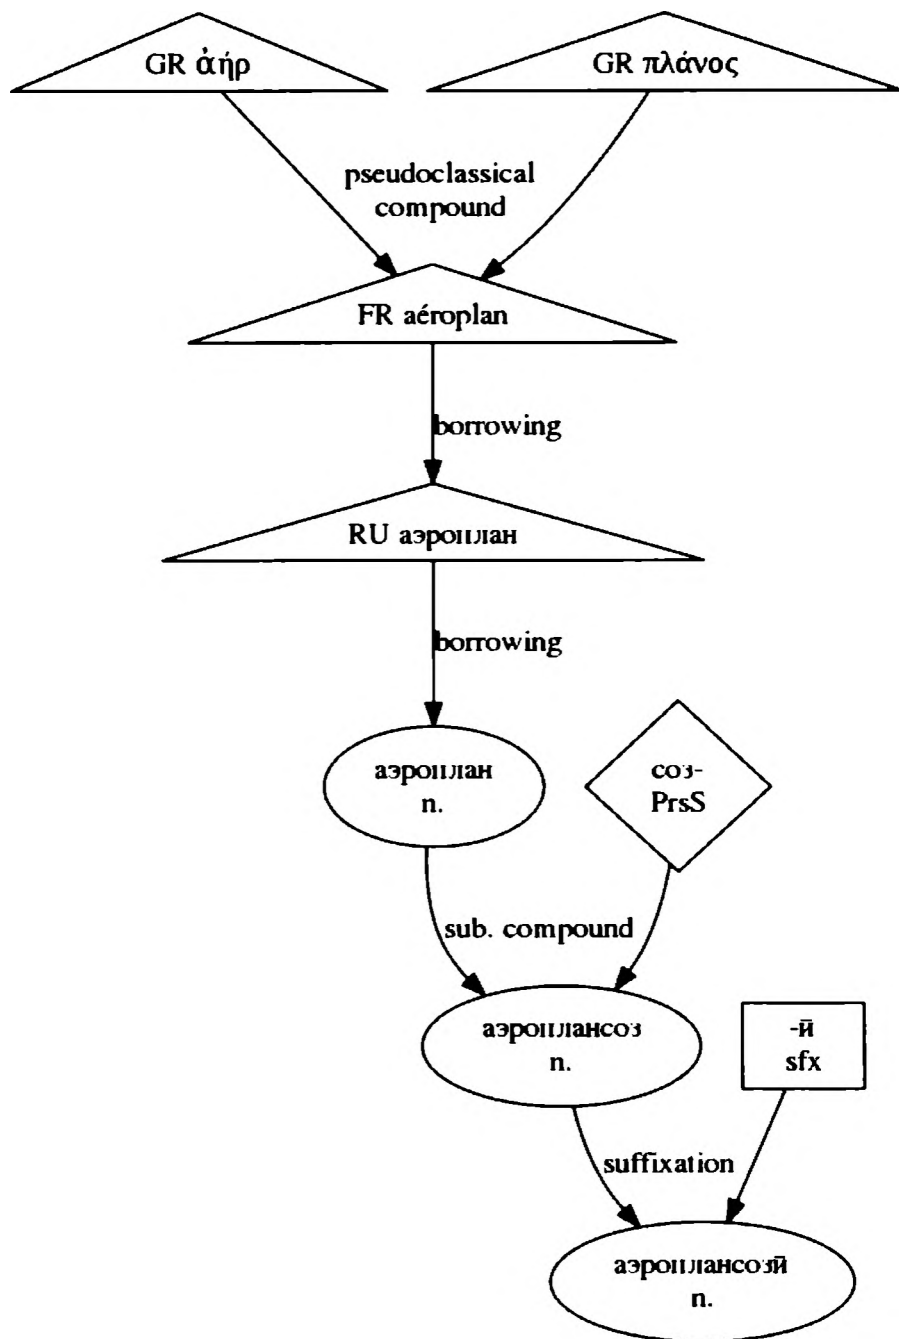 GR ἀήρ
GR πλάνος
pseudoclassical
compound
FR aéroplan
borrowing
RU аэроплан
borrowing
аэроплан
n.
соз-
PrsS
sub. compound
аэроплансоз
n.
-ӣ
sfx
suffixation
аэроплансозӣ
n.